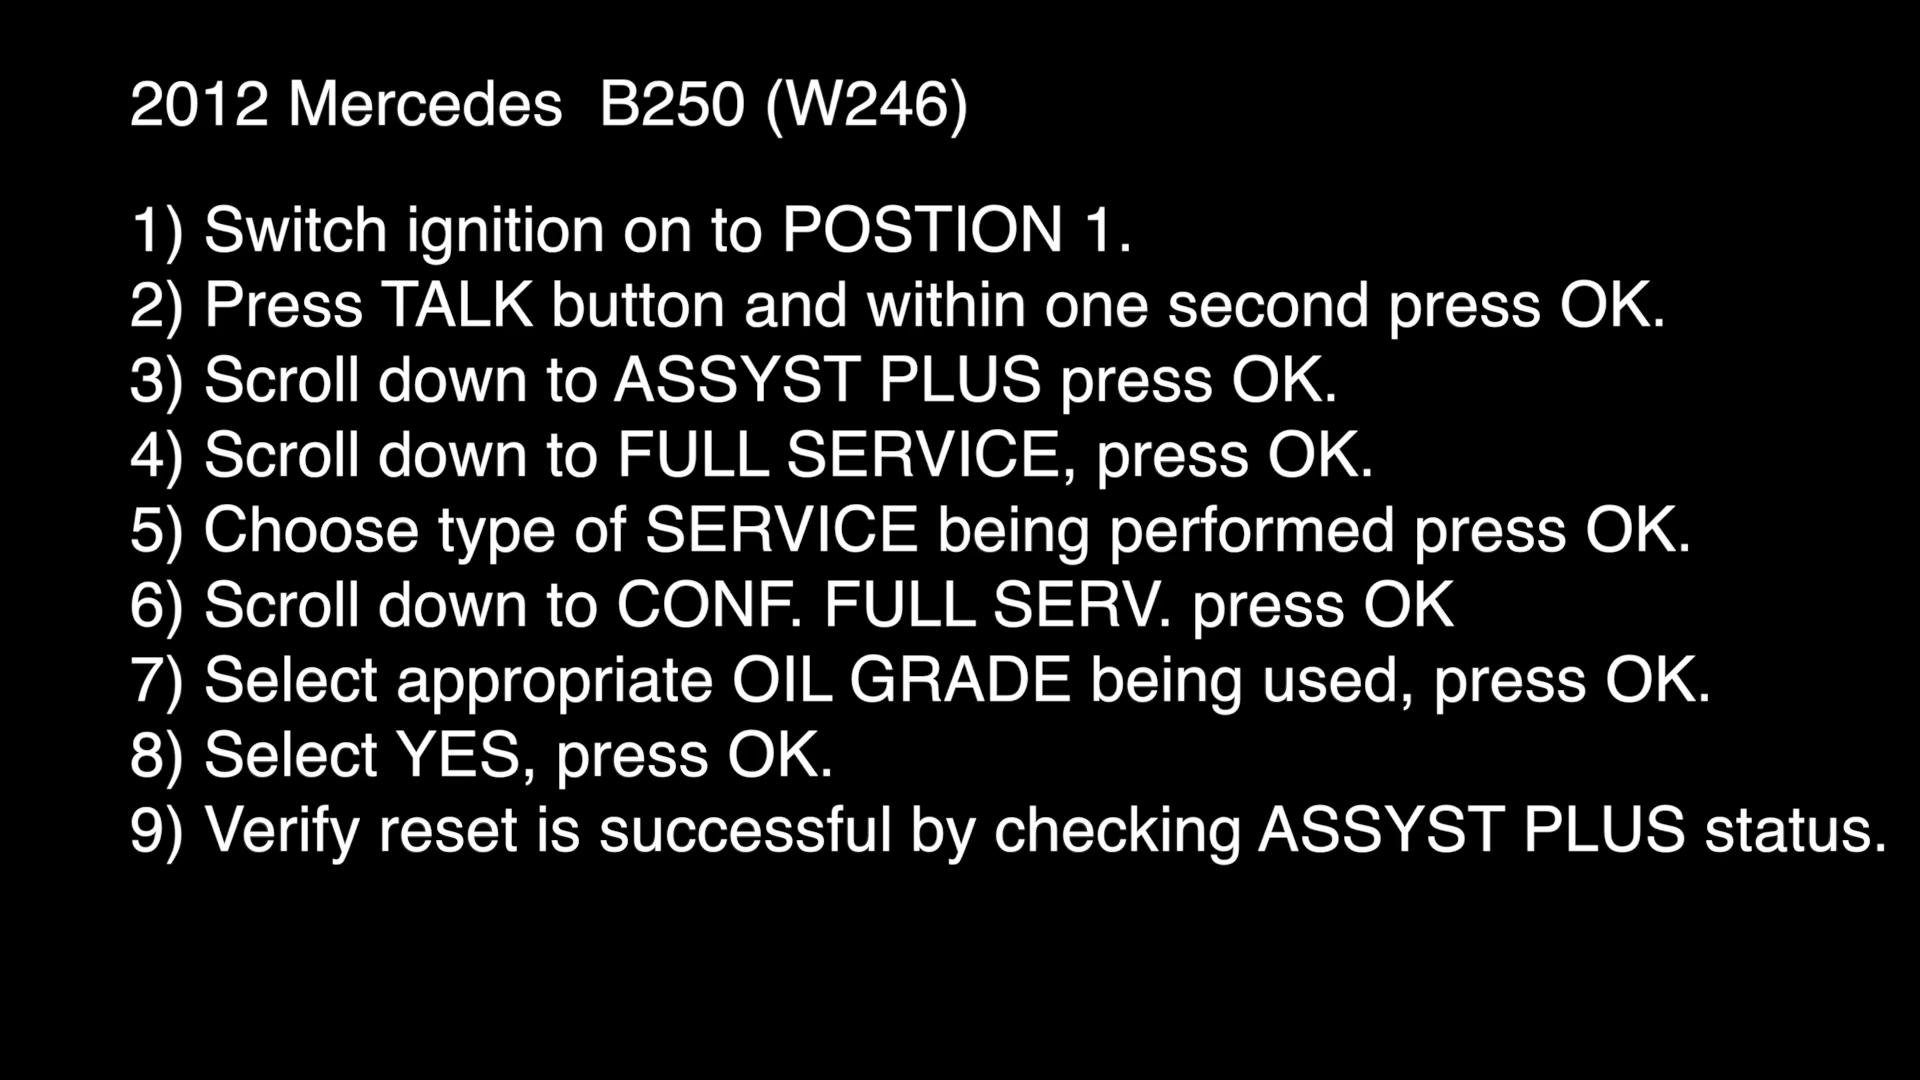 2012 Mercedes  B250 (W246)
1) Switch ignition on to POSTION 1.
2) Press TALK button and within one second press OK.
3) Scroll down to ASSYST PLUS press OK.
4) Scroll down to FULL SERVICE, press OK.
5) Choose type of SERVICE being performed press OK.
6) Scroll down to CONF. FULL SERV. press OK
7) Select appropriate OIL GRADE being used, press OK.
8) Select YES, press OK.
9) Verify reset is successful by checking ASSYST PLUS status.